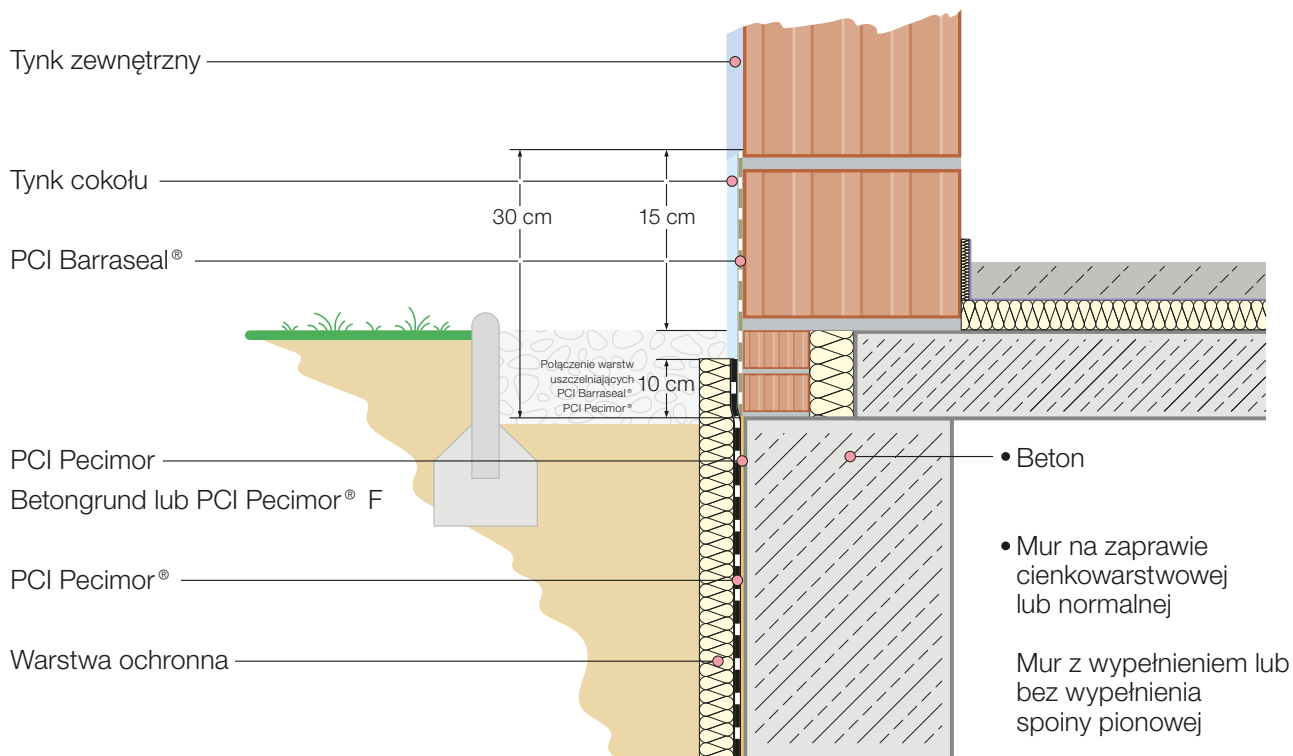 Tynk zewnętrzny
Tynk cokołu
30 cm
15 cm
PCI Barraseal®
Połączenie warstw
uszczelniających
PCI Barraseal®
PCI Pecimor®
10 cm
PCI Pecimor
Betongrund lub PCI Pecimor® F
PCI Pecimor®
Warstwa ochronna
• Beton
• Mur na zaprawie
cienkowarstwowej
lub normalnej
Mur z wypełnieniem lub
bez wypełnienia
spoiny pionowej